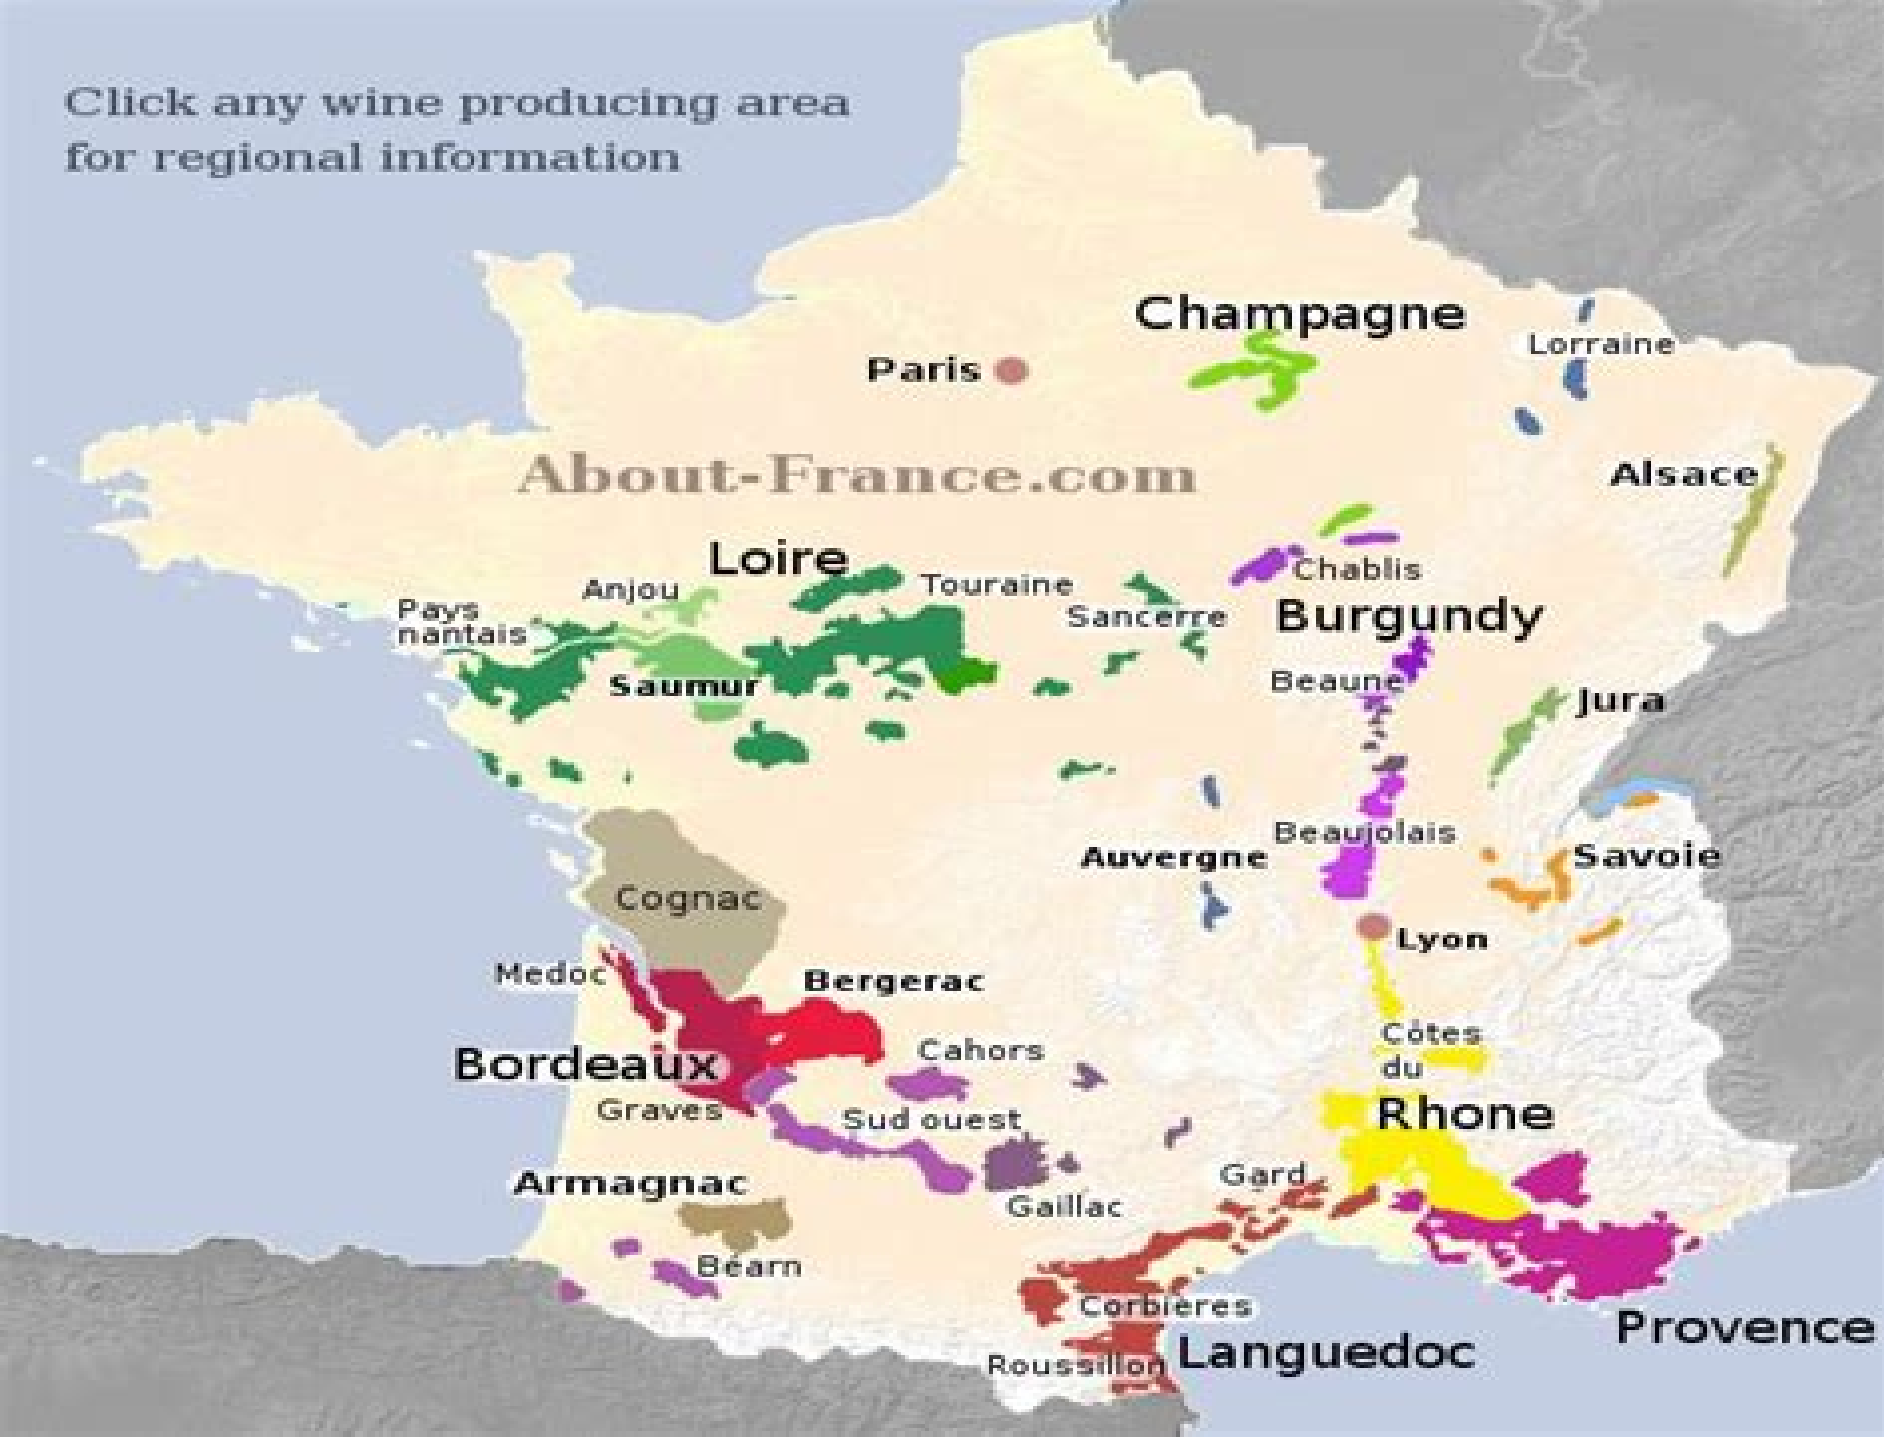 Click any wine producing area
for regional information
Champagne
Lorraine
Paris
About-France.com
Alsace
Loire
Chablis
Anjou
Touraine
Pays
nantais
Sancerre
Burgundy
Saumur
Beaune
Jura
Beaujolais
Auvergne
Savoie
Cognac
Lyon
Medoc
Bergerac
Côtes
du
Rhone
Bordeaux
Cahors
Graves
Sud ouest
Armagnac
Gard
Gaillac
Béarn
Corbières
Provence
Languedoc
Roussillon